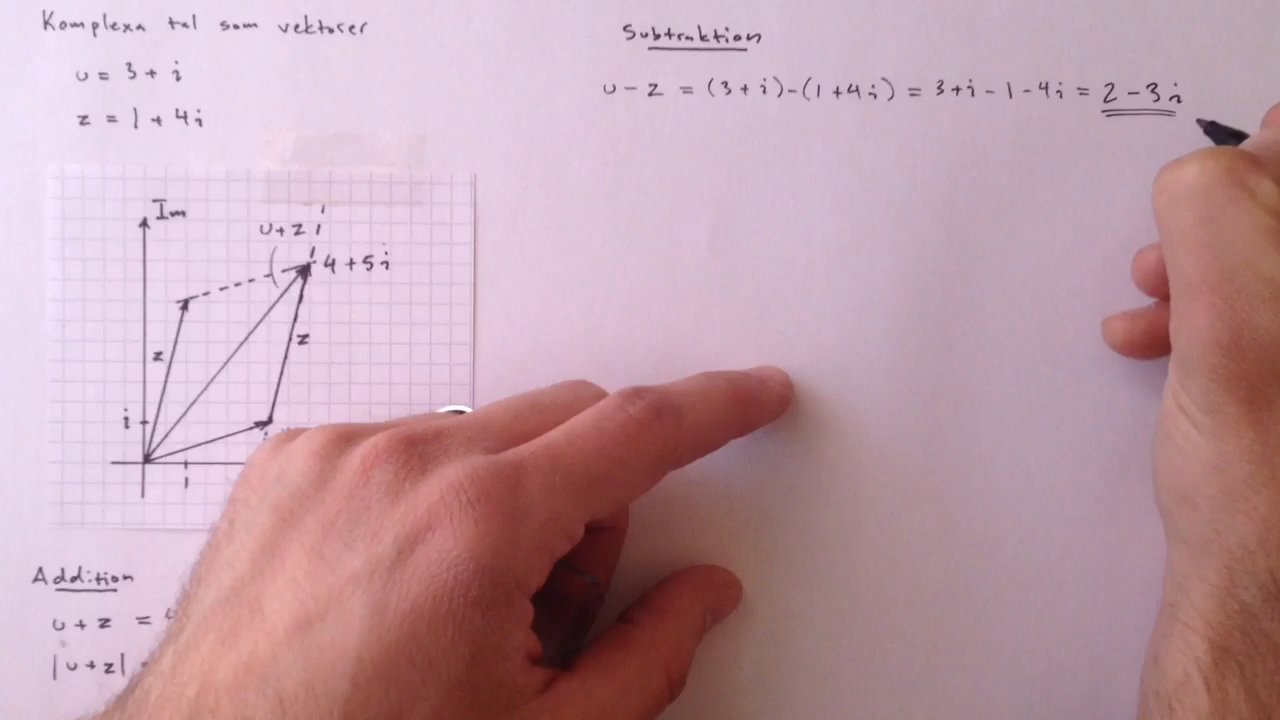 Komplexa tal som vektorer
u = 3 + i
z = 1 + 4i
Im
u+z
4+5i
z
z
i
1
Addition
u + z =
|u+z|
Subtraktion
u - z = (3+i)-(1+4i) = 3+i-1-4i = 2-3i